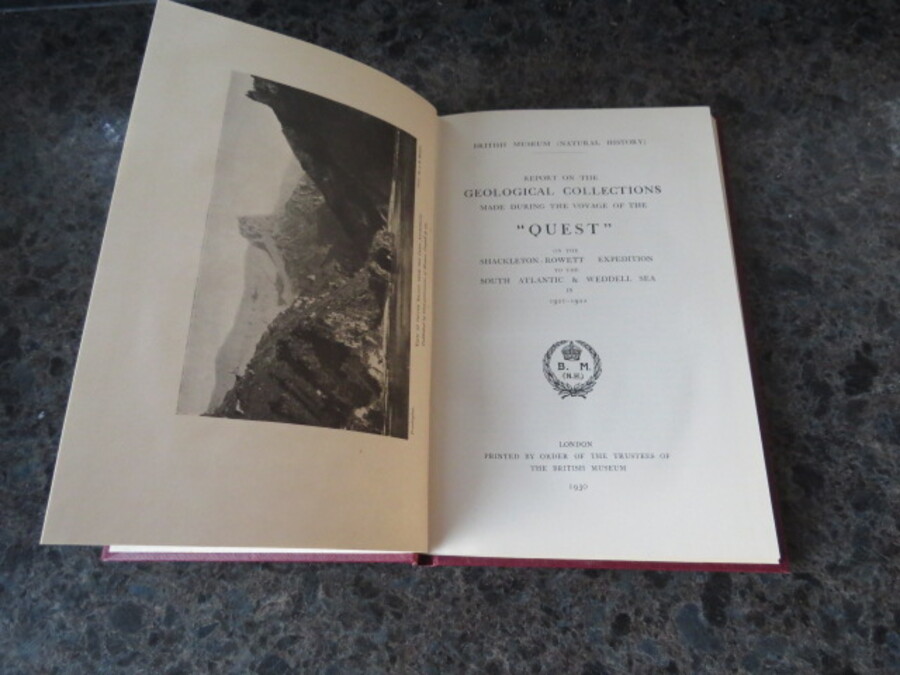 BRITISH MUSEUM (NATURAL HISTORY)
REPORT ON THE
GEOLOGICAL COLLECTIONS
MADE DURING THE VOYAGE OF THE
"QUEST"
ON THE
SHACKLETON-ROWETT EXPEDITION
TO THE
SOUTH ATLANTIC & WEDDELL SEA
IN
1921-1922
B. M.
(N.H.)
LONDON
PRINTED BY ORDER OF THE TRUSTEES OF
THE BRITISH MUSEUM
1930